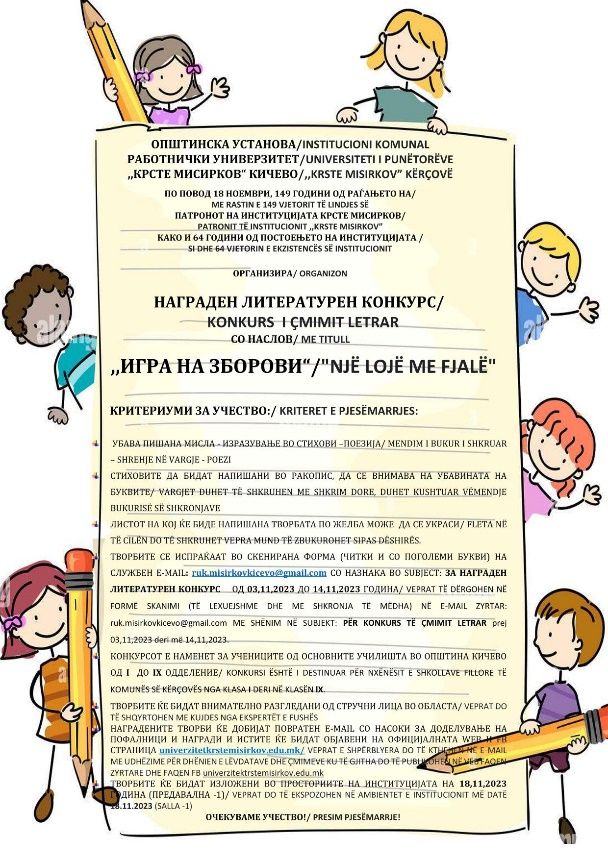 ОПШТИНСКА УСТАНОВА/INSTITUCIONI KOMUNAL
РАБОТНИЧКИ УНИВЕРЗИТЕТ/UNIVERSITETI I PUNËTORËVE
,,КРСТЕ МИСИРКОВ“ КИЧЕВО/,,KRSTE MISIRKOV” KËRÇOVË
ПО ПОВОД 18 НОЕМВРИ, 149 ГОДИНИ ОД РАЃАЊЕТО НА/
ME RASTIN E 149 VJETORIT TË LINDJES SË
ПАТРОНОТ НА ИНСТИТУЦИЈАТА КРСТЕ МИСИРКОВ/
PATRONIT TË INSTITUCIONIT ,,KRSTE MISIRKOV”
КАКО И 64 ГОДИНИ ОД ПОСТОЕЊЕТО НА ИНСТИТУЦИЈАТА /
SI DHE 64 VJETORIN E EKZISTENCËS SË INSTITUCIONIT
ОРГАНИЗИРА/ ORGANIZON
НАГРАДЕН ЛИТЕРАТУРЕН КОНКУРС/
KONKURS I ÇMIMIT LETRAR
СО НАСЛОВ/ ME TITULL
,,ИГРА НА ЗБОРОВИ“/"NJË LOJË ME FJALË"
КРИТЕРИУМИ ЗА УЧЕСТВО:/ KRITERET E PJESËMARRJES:
УБАВА ПИШАНА МИСЛА - ИЗРАЗУВАЊЕ ВО СТИХОВИ –ПОЕЗИЈА/ MENDIM I BUKUR I SHKRUAR
– SHREHJE NË VARGJE - POEZI
СТИХОВИТЕ ДА БИДАТ НАПИШАНИ ВО РАКОПИС, ДА СЕ ВНИМАВА НА УБАВИНАТА НА
БУКВИТЕ/ VARGJET DUHET TË SHKRUHEN ME SHKRIM DORE, DUHET KUSHTUAR VËMENDJE
BUKURISË SË SHKRONJAVE
ЛИСТОТ НА КОЈ ЌЕ БИДЕ НАПИШАНА ТВОРБАТА ПО ЖЕЛБА МОЖЕ ДА СЕ УКРАСИ/ FLETA NË
TË CILËN DO TË SHKRUHET VEPRA MUND TË ZBUKUROHET SIPAS DËSHIRËS.
ТВОРБИТЕ СЕ ИСПРАЌААТ ВО СКЕНИРАНА ФОРМА (ЧИТКИ И СО ПОГОЛЕМИ БУКВИ) НА
СЛУЖБЕН E-MAIL: ruk.misirkovkicevo@gmail.com СО НАЗНАКА ВО SUBJECT: ЗА НАГРАДЕН
ЛИТЕРАТУРЕН КОНКУРС ОД 03,11,2023 ДО 14,11,2023 ГОДИНА/ VEPRAT TË DËRGOHEN NË
FORMË SKANIMI (TË LEXUESHME DHE ME SHKRONJA TË MËDHA) NË E-MAIL ZYRTAR:
ruk.misirkovkicevo@gmail.com ME SHËNIM NË SUBJEKT: PËR KONKURS TË ÇMIMIT LETRAR prej
03,11,2023 deri më 14,11,2023.
КОНКУРСОТ Е НАМЕНЕТ ЗА УЧЕНИЦИТЕ ОД ОСНОВНИТЕ УЧИЛИШТА ВО ОПШТИНА КИЧЕВО
ОД I ДО IX ОДДЕЛЕНИЕ/ KONKURSI ËSHTË I DESTINUAR PËR NXËNËSIT E SHKOLLAVE FILLORE TË
KOMUNËS SË KËRÇOVËS NGA KLASA I DERI NË KLASËN IX.
ТВОРБИТЕ ЌЕ БИДАТ ВНИМАТЕЛНО РАЗГЛЕДАНИ ОД СТРУЧНИ ЛИЦА ВО ОБЛАСТА/ VEPRAT DO
TË SHQYRTOHEN ME KUJDES NGA EKSPERTËT E FUSHËS
НАГРАДЕНИТЕ ТВОРБИ ЌЕ ДОБИЈАТ ПОВРАТЕН E-MAIL СО НАСОКИ ЗА ДОДЕЛУВАЊЕ НА
ПОФАЛНИЦИ И НАГРАДИ И ИСТИТЕ ЌЕ БИДАТ ОБЈАВЕНИ НА ОФИЦИЈАЛНАТА WEB И FB
СТРАНИЦА univerzitetkrstemisirkov.edu.mk/ VEPRAT E SHPËRBLYERA DO TË KTHEHEN NË E-MAIL
ME UDHËZIME PËR DHËNIEN E LËVDATAVE DHE ÇMIMEVE KU TË GJITHA DO TË PUBLIKOHEN NË WEB FAQEN
ZYRTARE DHE FAQEN FB univerzitektrstemisirkov.edu.mk
ТВОРБИТЕ ЌЕ БИДАТ ИЗЛОЖЕНИ ВО ПРОСТОРИИТЕ НА ИНСТИТУЦИЈАТА НА 18,11/2023
ГОДИНА (ПРЕДАВАЛНА -1)/ VEPRAT DO TË EKSPOZOHEN NË AMBIENTET E INSTITUCIONIT MË DATË
18.11.2023 (SALLA -1)
ОЧЕКУВАМЕ УЧЕСТВО!/ PRESIM PJESËMARRJE!